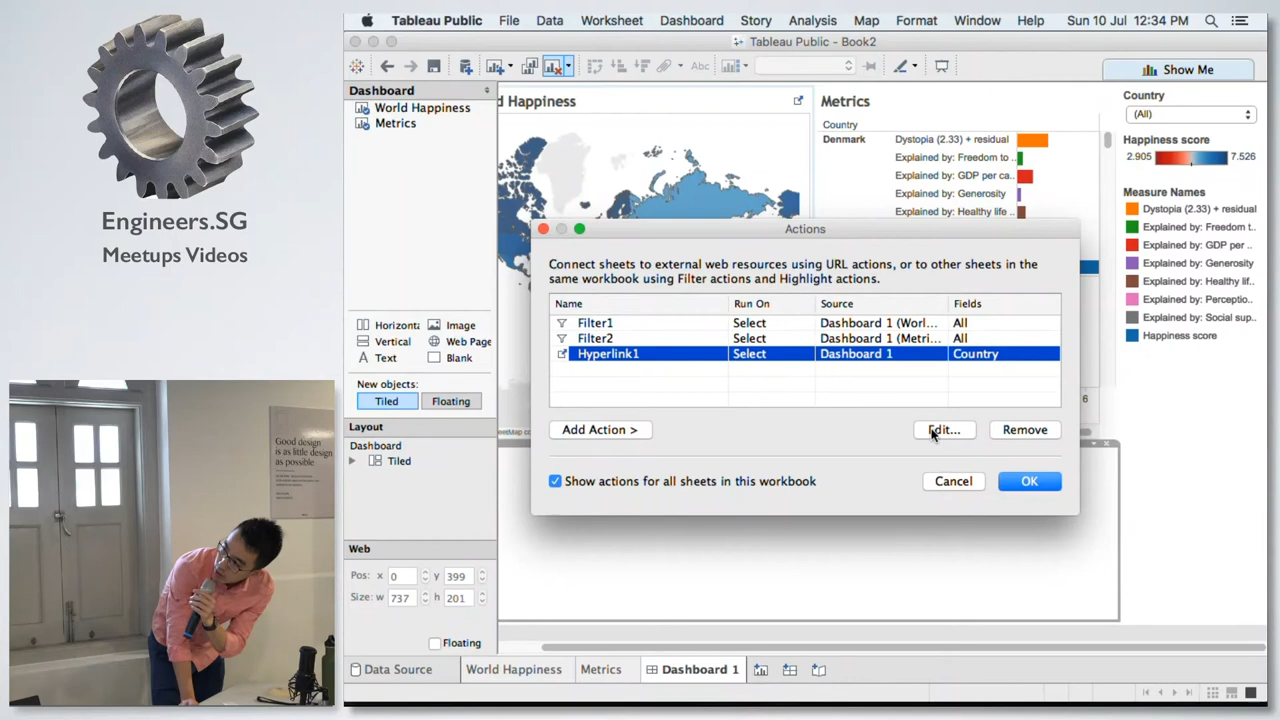 Engineers.SG
Meetups Videos
Good design
is as little design
as possible
Tableau Public File Data Worksheet Dashboard Story Analysis Map Format Window Help Sun 10 Jul 12:34 PM
Tableau Public - Book2
Abc
Show Me
Dashboard
World Happiness
Metrics
Horizonta
Image
Vertical
Web Page
Text
Blank
New objects:
Tiled
Floating
Layout
Dashboard
Tiled
Web
Pos: x 0 y 399
Size: w 737 h 201
Floating
d Happiness
Metrics
Country
Denmark
Dystopia (2.33) + residual
Explained by: Freedom to ..
Explained by: GDP per ca..
Explained by: Generosity
Explained by: Healthy life ..
6
Country
(All)
Happiness score
2.905 7.526
Measure Names
Dystopia (2.33) + residual
Explained by: Freedom t..
Explained by: GDP per ..
Explained by: Generosity
Explained by: Healthy lif..
Explained by: Perceptio..
Explained by: Social sup..
Happiness score
Actions
Connect sheets to external web resources using URL actions, or to other sheets in the
same workbook using Filter actions and Highlight actions.
Name Run On Source Fields
Filter1 Select Dashboard 1 (Worl... All
Filter2 Select Dashboard 1 (Metri... All
Hyperlink1 Select Dashboard 1 Country
Add Action >
Edit...
Remove
Show actions for all sheets in this workbook
Cancel
OK
Data Source World Happiness Metrics Dashboard 1